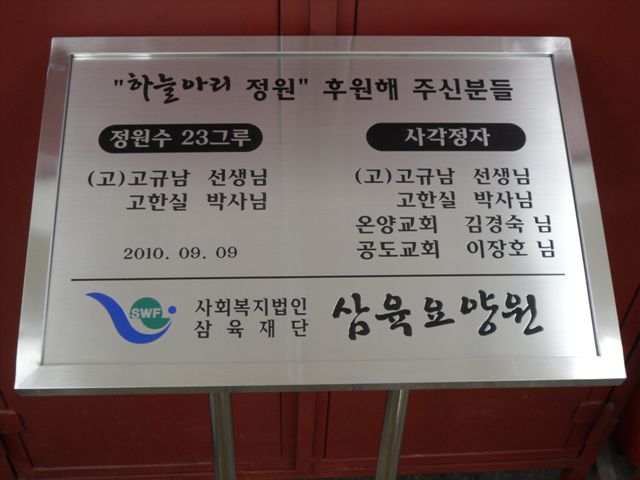 "하늘아리 정원" 후원해 주신분들
정원수 23그루
(고)고규남 선생님
고한실 박사님
2010. 09. 09
사각정자
(고)고규남 선생님
고한실 박사님
온양교회 김경숙 님
공도교회 이장호 님
SWF
사회복지법인
삼육재단
삼육요양원